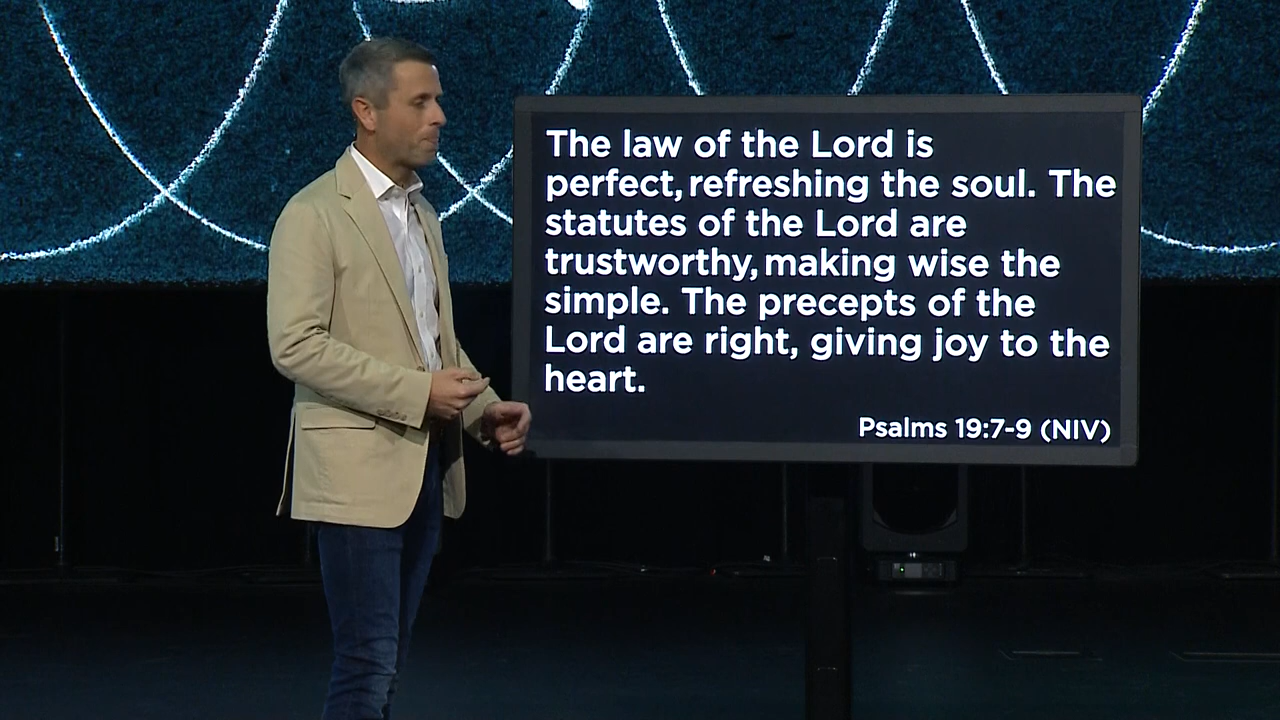 The law of the Lord is
perfect, refreshing the soul. The
statutes of the Lord are
trustworthy, making wise the
simple. The precepts of the
Lord are right, giving joy to the
heart.
Psalms 19:7-9 (NIV)